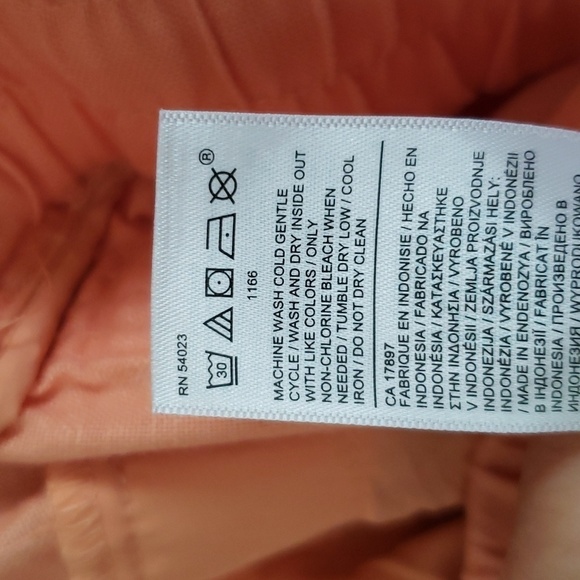 RN 54023
30
®
1166
MACHINE WASH COLD GENTLE
CYCLE / WASH AND DRY INSIDE OUT
WITH LIKE COLORS / ONLY
NON-CHLORINE BLEACH WHEN
NEEDED / TUMBLE DRY LOW / COOL
IRON / DO NOT DRY CLEAN
CA 17897
FABRIQUE EN INDONISIE / HECHO EN
INDONESIA / FABRICADO NA
INDONÉSIA / ΚΑΤΑΣΚΕΥΑΣΤΗΚΕ
ΣΤΗΝ ΙΝΔΟΝΗΣΙΑ / VYROBENO
V INDONÉSII / ZEMLJA PROIZVODNJE
INDONEZIJA / SZÁRMAZÁSI HELY:
INDONÉZIA / VYROBENÉ V INDONÉZII
/ MADE IN ENDENOZYA / ВИРОБЛЕНО
В ІНДОНЕЗІЇ / FABRICAT ÎN
INDONEZIA / ПРОИЗВЕДЕНО В
ИНДОНЕЗИЯ / WYPRODUKOWANO